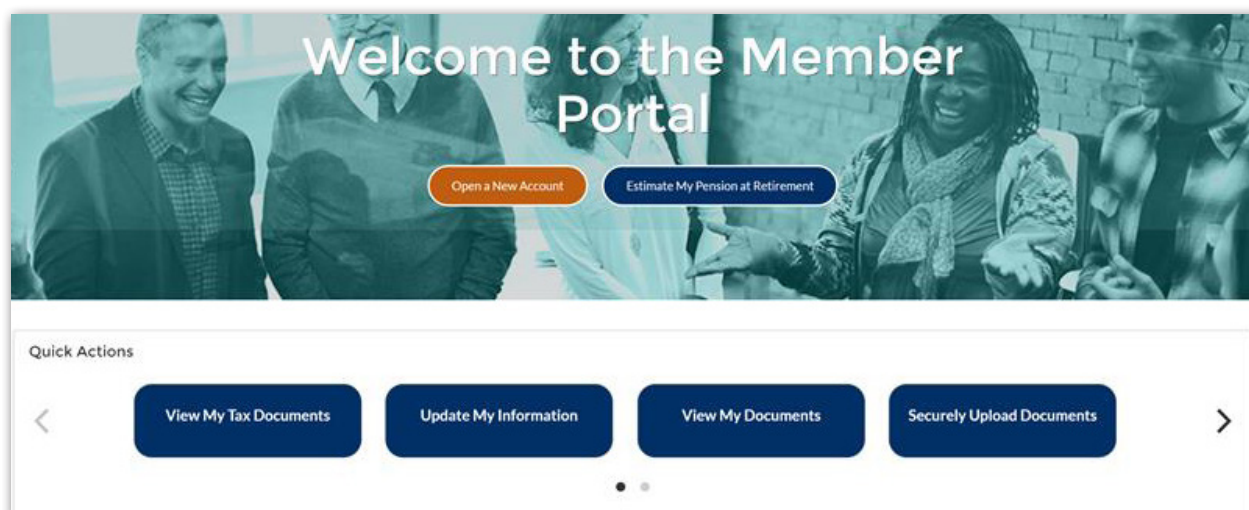 Welcome to the Member
Portal
Open a New Account
Estimate My Pension at Retirement
Quick Actions
View My Tax Documents
Update My Information
View My Documents
Securely Upload Documents